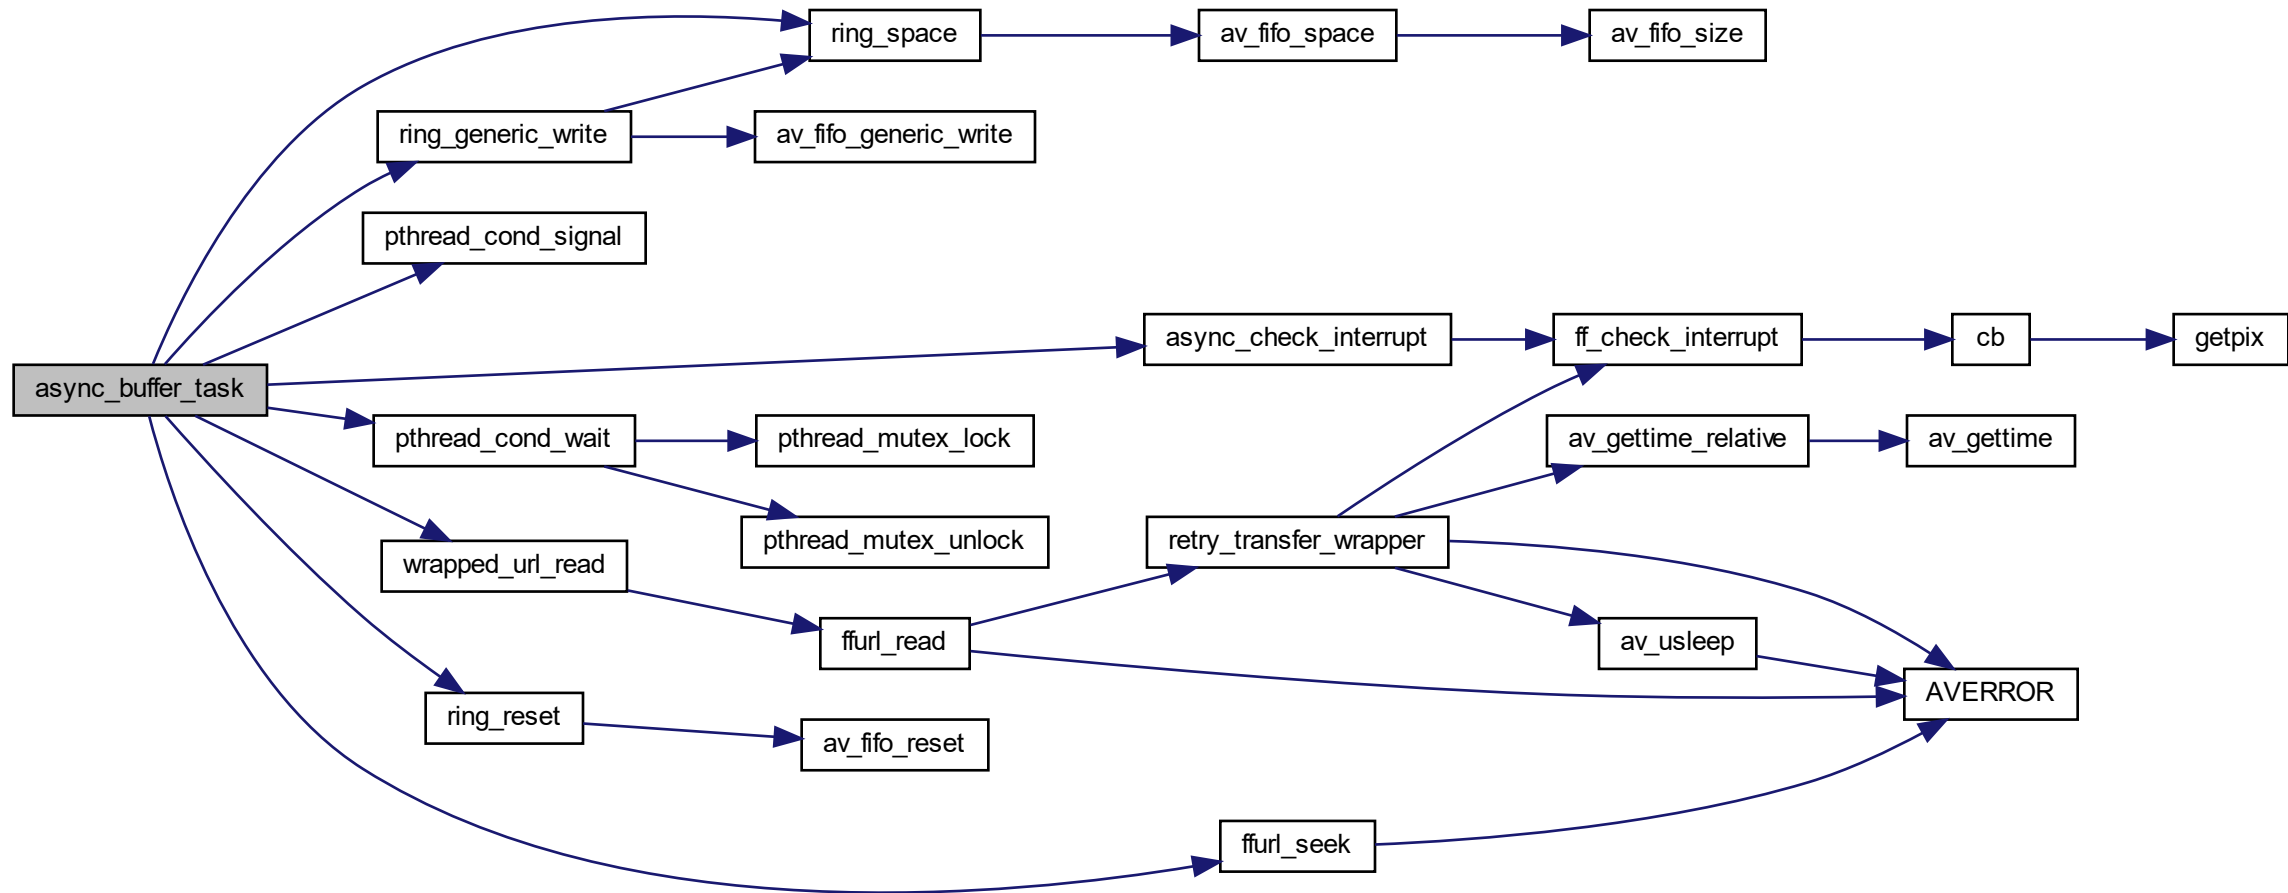 ring_space
av_fifo_space
av_fifo_size
ring_generic_write
av_fifo_generic_write
pthread_cond_signal
async_check_interrupt
ff_check_interrupt
cb
getpix
async_buffer_task
pthread_cond_wait
pthread_mutex_lock
av_gettime_relative
av_gettime
pthread_mutex_unlock
retry_transfer_wrapper
wrapped_url_read
ffurl_read
av_usleep
AVERROR
ring_reset
av_fifo_reset
ffurl_seek